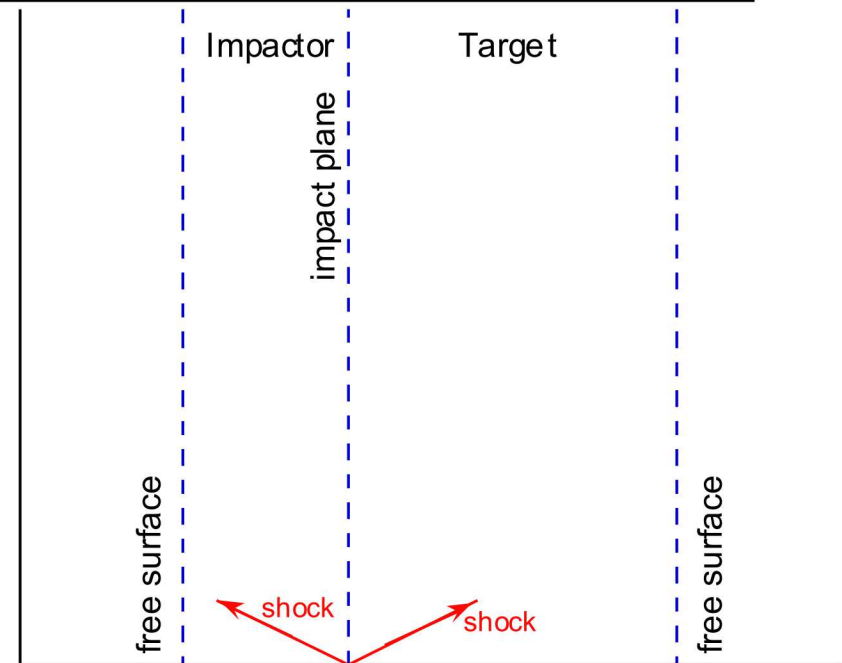 Impactor
Target
impact plane
free surface
shock
shock
free surface